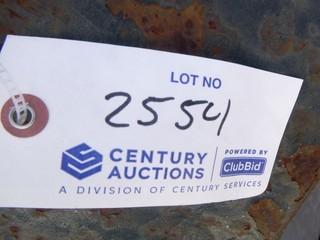 LOT NO
2554
CENTURY AUCTIONS
POWERED BY
ClubBid
A DIVISION OF CENTURY SERVICES